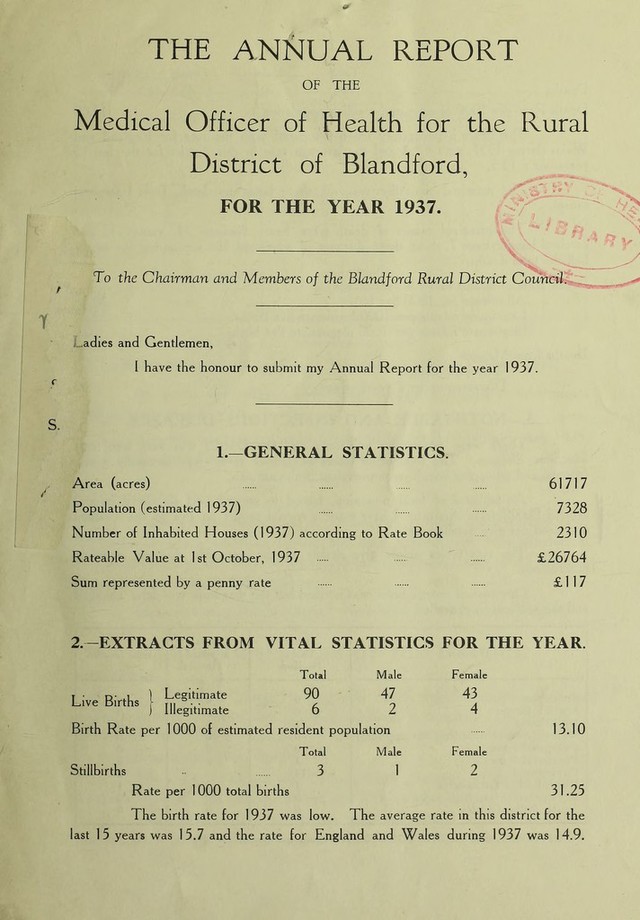 THE ANNUAL REPORT
OF THE
Medical Officer of Health for the Rural
District of Blandford,
FOR THE YEAR 1937.
MINISTRY OF HE
LIBRARY
To the Chairman and Members of the Blandford Rural District Council.
Ladies and Gentlemen,
I have the honour to submit my Annual Report for the year 1937.
S.
1.—GENERAL STATISTICS.
Area (acres) ...... ...... ...... ...... 61717
Population (estimated 1937) ...... ...... ...... 7328
Number of Inhabited Houses (1937) according to Rate Book ...... 2310
Rateable Value at 1st October, 1937 ...... ...... ...... £26764
Sum represented by a penny rate ...... ...... ...... £117
2.—EXTRACTS FROM VITAL STATISTICS FOR THE YEAR.
Total Male Female
Live Births } Legitimate 90 47 43
Illegitimate 6 2 4
Birth Rate per 1000 of estimated resident population ...... 13.10
Total Male Female
Stillbirths ...... 3 1 2
Rate per 1000 total births 31.25
The birth rate for 1937 was low. The average rate in this district for the
last 15 years was 15.7 and the rate for England and Wales during 1937 was 14.9.